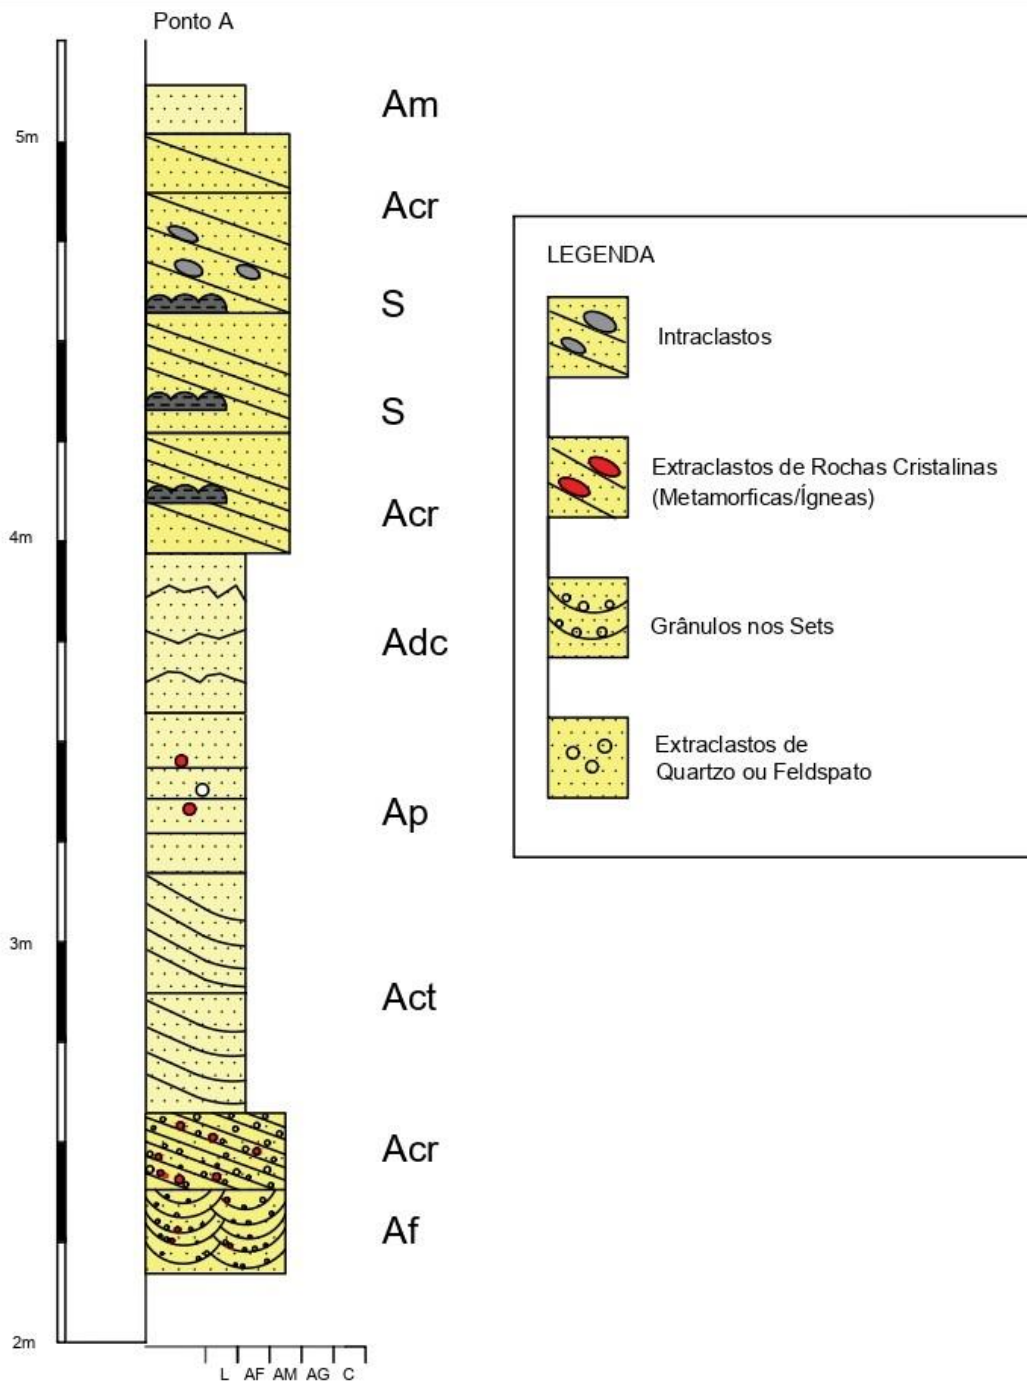 Ponto A
Am
5m
Acr
S
S
Acr
4m
Adc
Ap
3m
Act
Acr
Af
2m
L AF AM AG C
LEGENDA
Intraclastos
Extraclastos de Rochas Cristalinas
(Metamorficas/Ígneas)
Grânulos nos Sets
Extraclastos de
Quartzo ou Feldspato